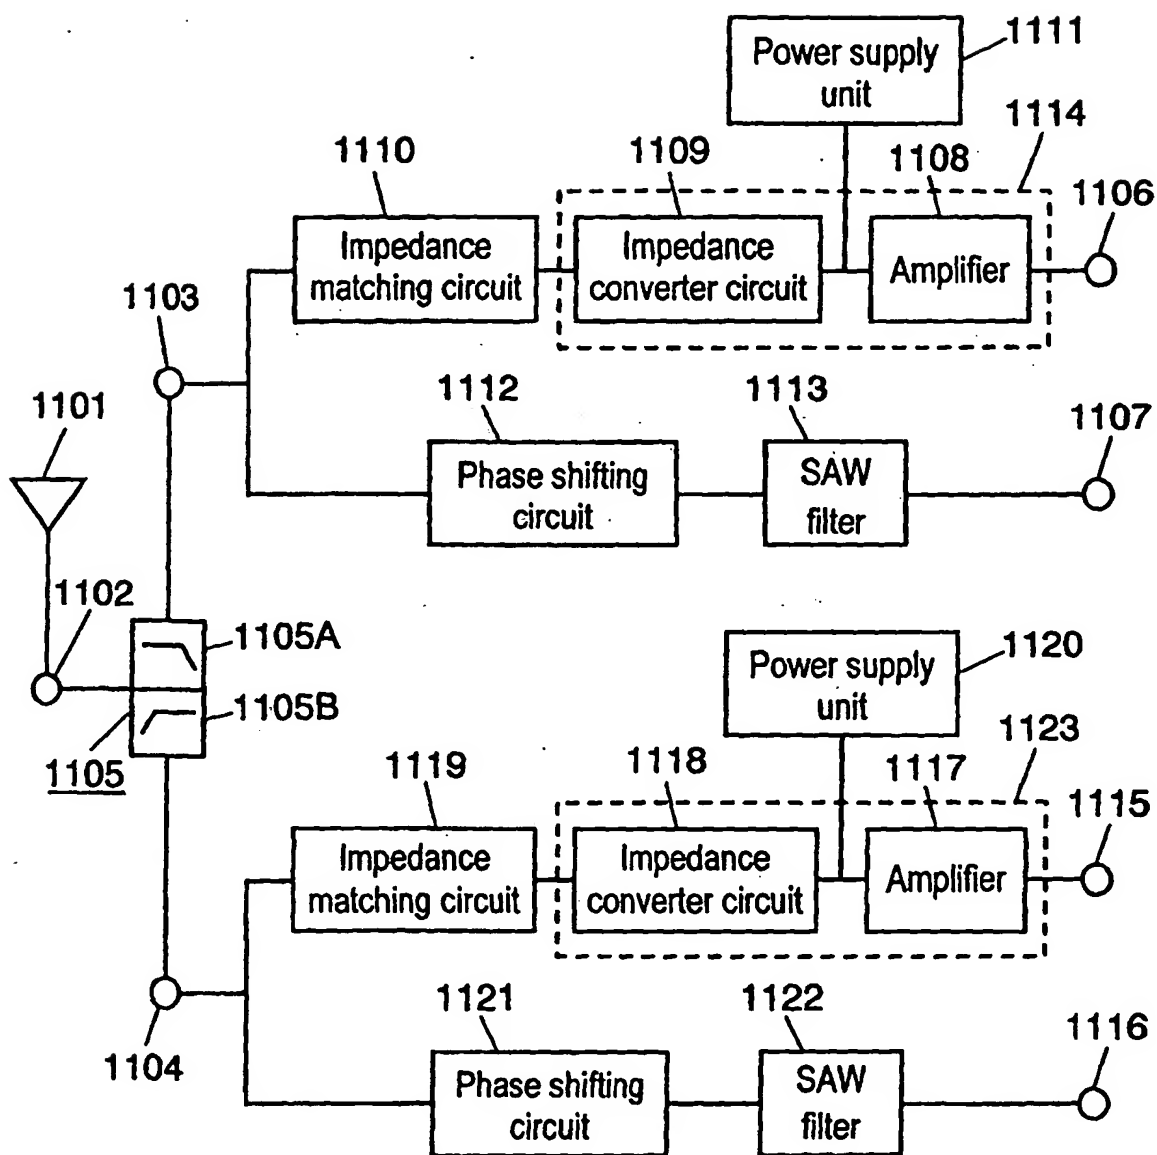 1111
Power supply
unit
1114
1110
1109
1108
1106
Impedance
matching circuit
Impedance
converter circuit
Amplifier
1103
1112
1113
1107
1101
Phase shifting
circuit
SAW
filter
1102
1105A
1105B
1105
1120
Power supply
unit
1123
1119
1118
1117
1115
Impedance
matching circuit
Impedance
converter circuit
Amplifier
1104
1121
1122
1116
Phase shifting
circuit
SAW
filter